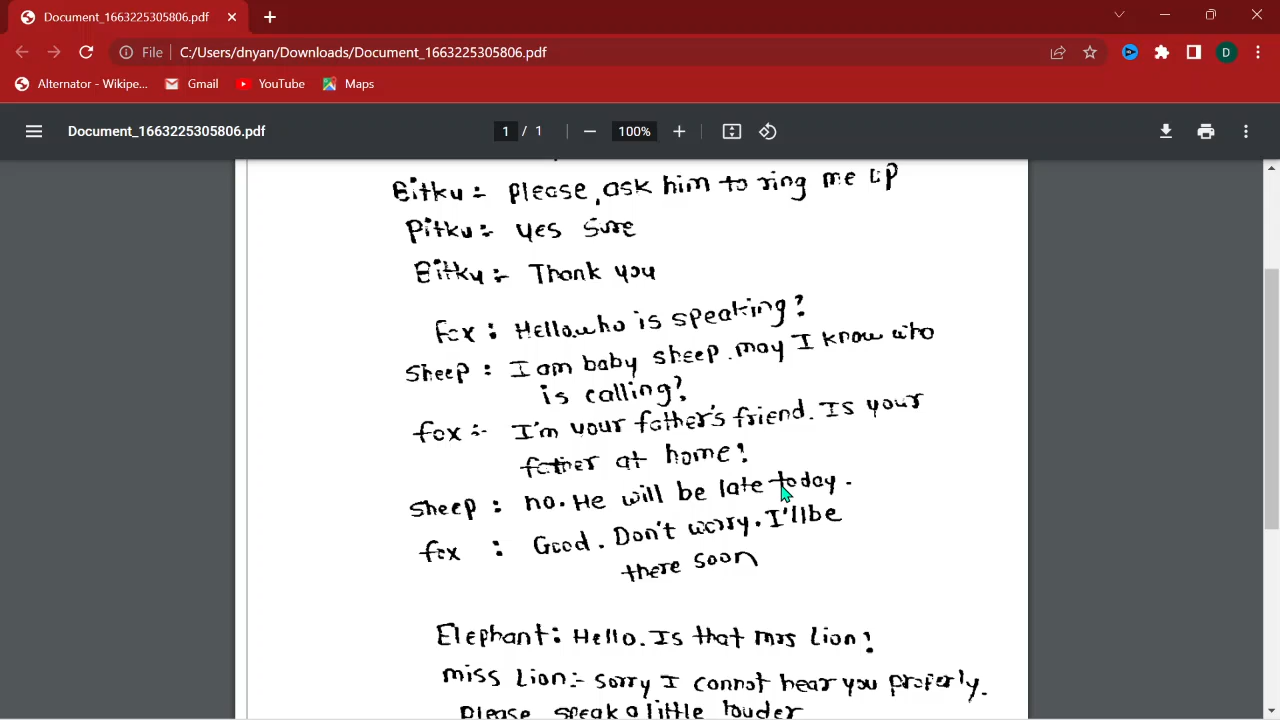 Document_1663225305806.pdf
File C:/Users/dnyan/Downloads/Document_1663225305806.pdf D
Alternator - Wikipe... Gmail YouTube Maps
Document_1663225305806.pdf 1 / 1 100%
Bitku :- please, ask him to ring me up
Pitku :- yes sure
Bitku :- Thank you
fox : Hello.who is speaking?
Sheep : I am baby sheep. may I know who
is calling?
fox :- I'm your father's friend. Is your
father at home?
Sheep : no. He will be late today.
fox : Good. Don't worry. I'll be
there soon
Elephant : Hello. Is that mrs Lion?
miss Lion :- sorry I cannot hear you properly.
please speak a little louder